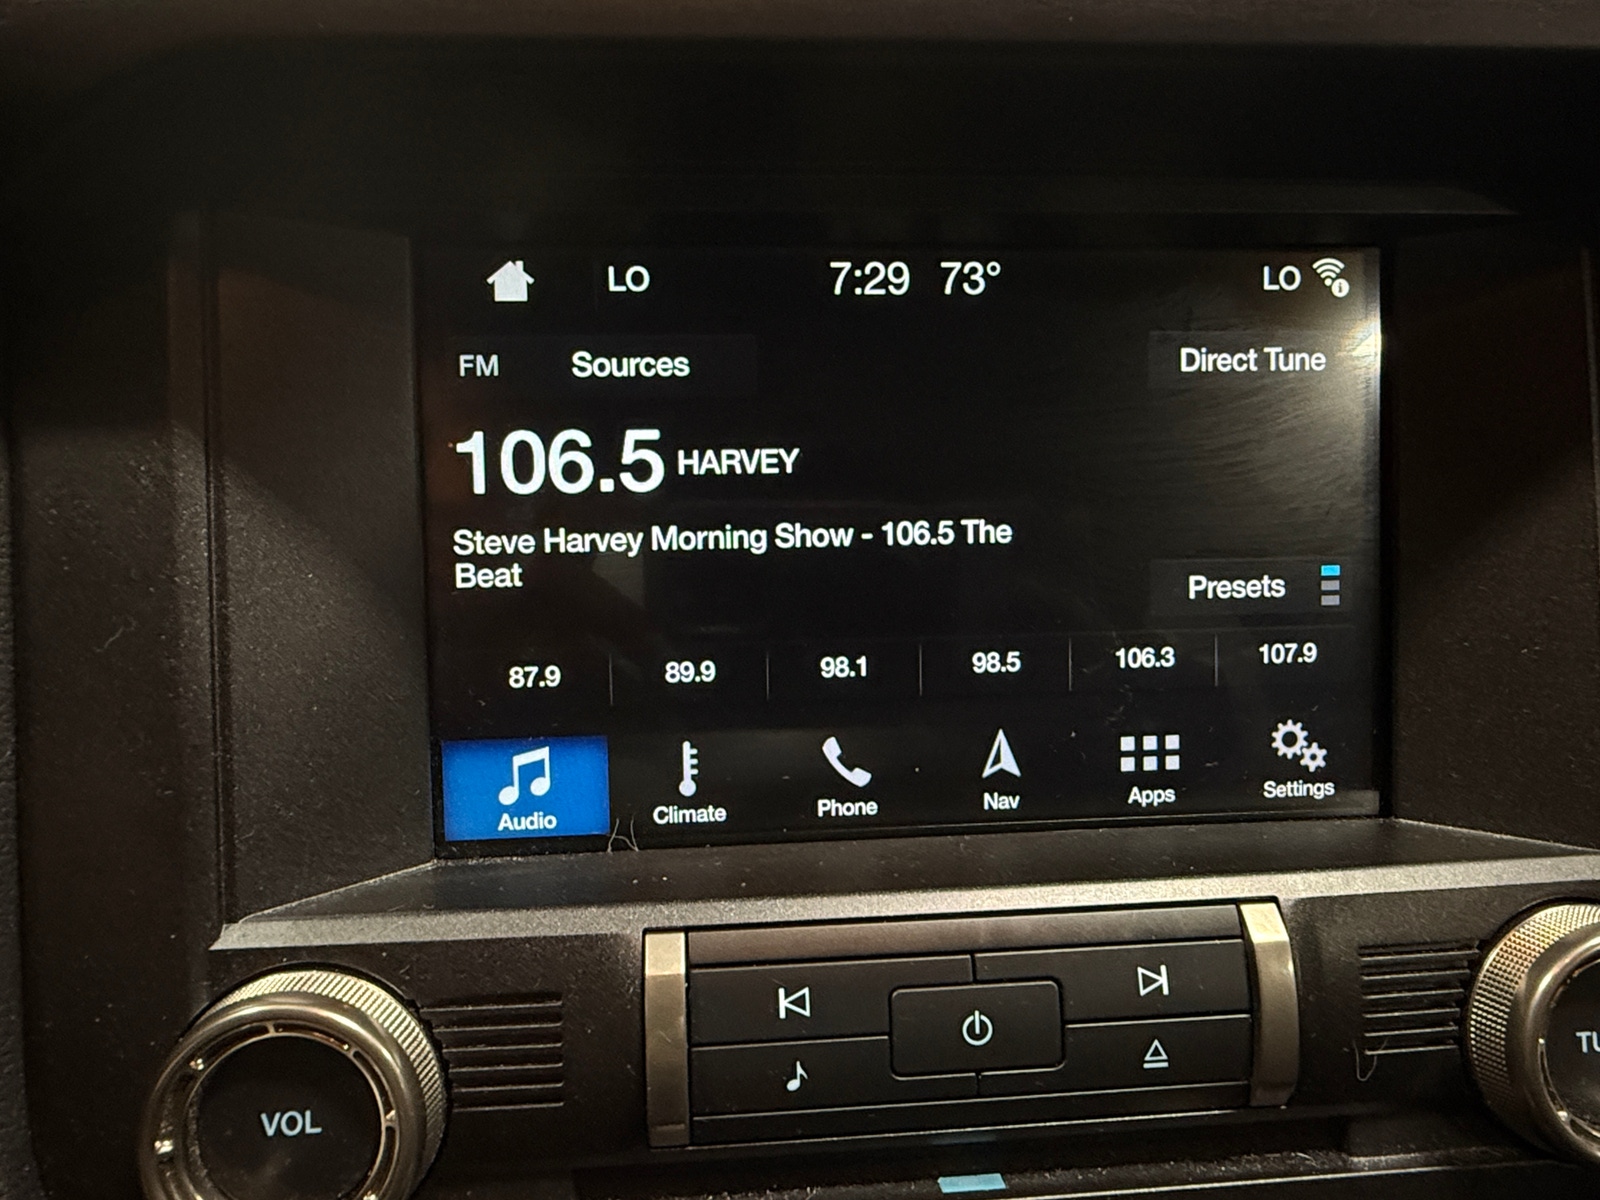 LO 7:29 73° LO
FM Sources Direct Tune
106.5 HARVEY
Steve Harvey Morning Show - 106.5 The
Beat
Presets
87.9 89.9 98.1 98.5 106.3 107.9
Audio Climate Phone Nav Apps Settings
VOL